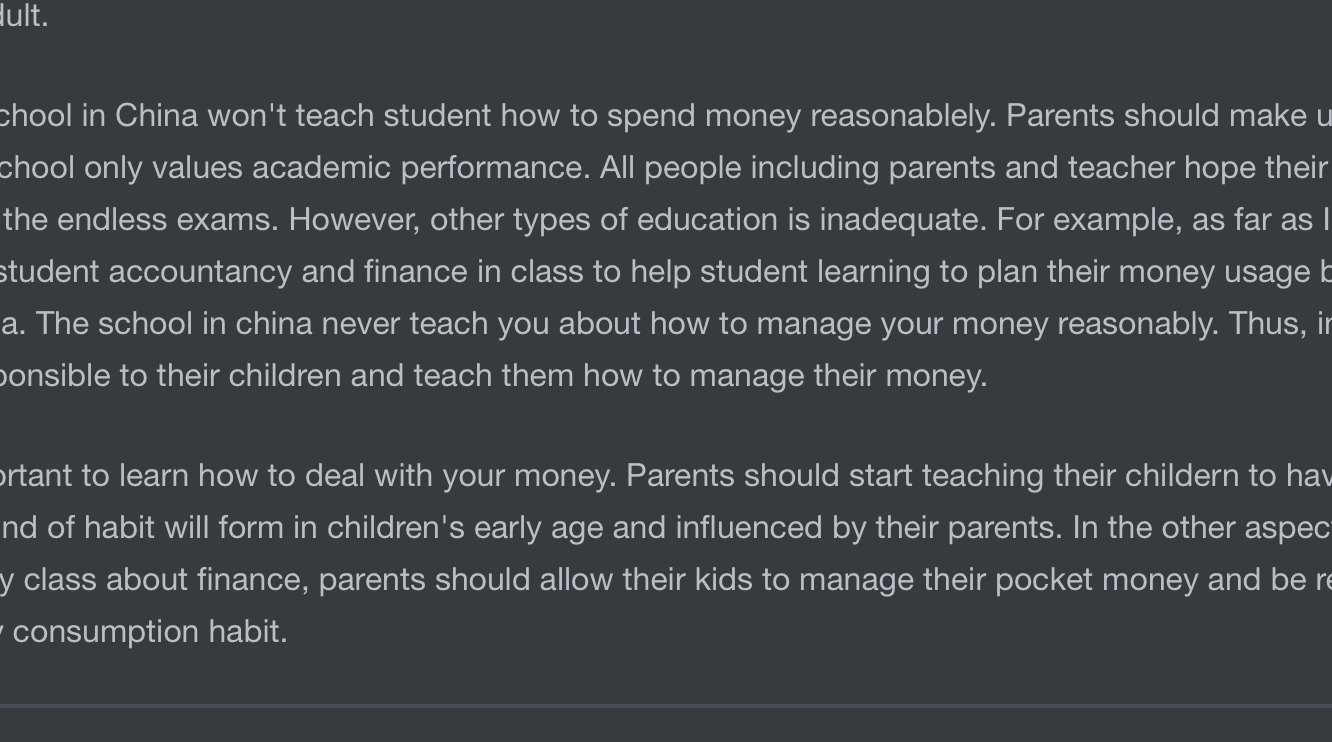 dult.
chool in China won't teach student how to spend money reasonablely. Parents should make u
chool only values academic performance. All people including parents and teacher hope their
the endless exams. However, other types of education is inadequate. For example, as far as I
student accountancy and finance in class to help student learning to plan their money usage b
a. The school in china never teach you about how to manage your money reasonably. Thus, in
ponsible to their children and teach them how to manage their money.
ortant to learn how to deal with your money. Parents should start teaching their childern to hav
nd of habit will form in children's early age and influenced by their parents. In the other aspect
y class about finance, parents should allow their kids to manage their pocket money and be re
y consumption habit.